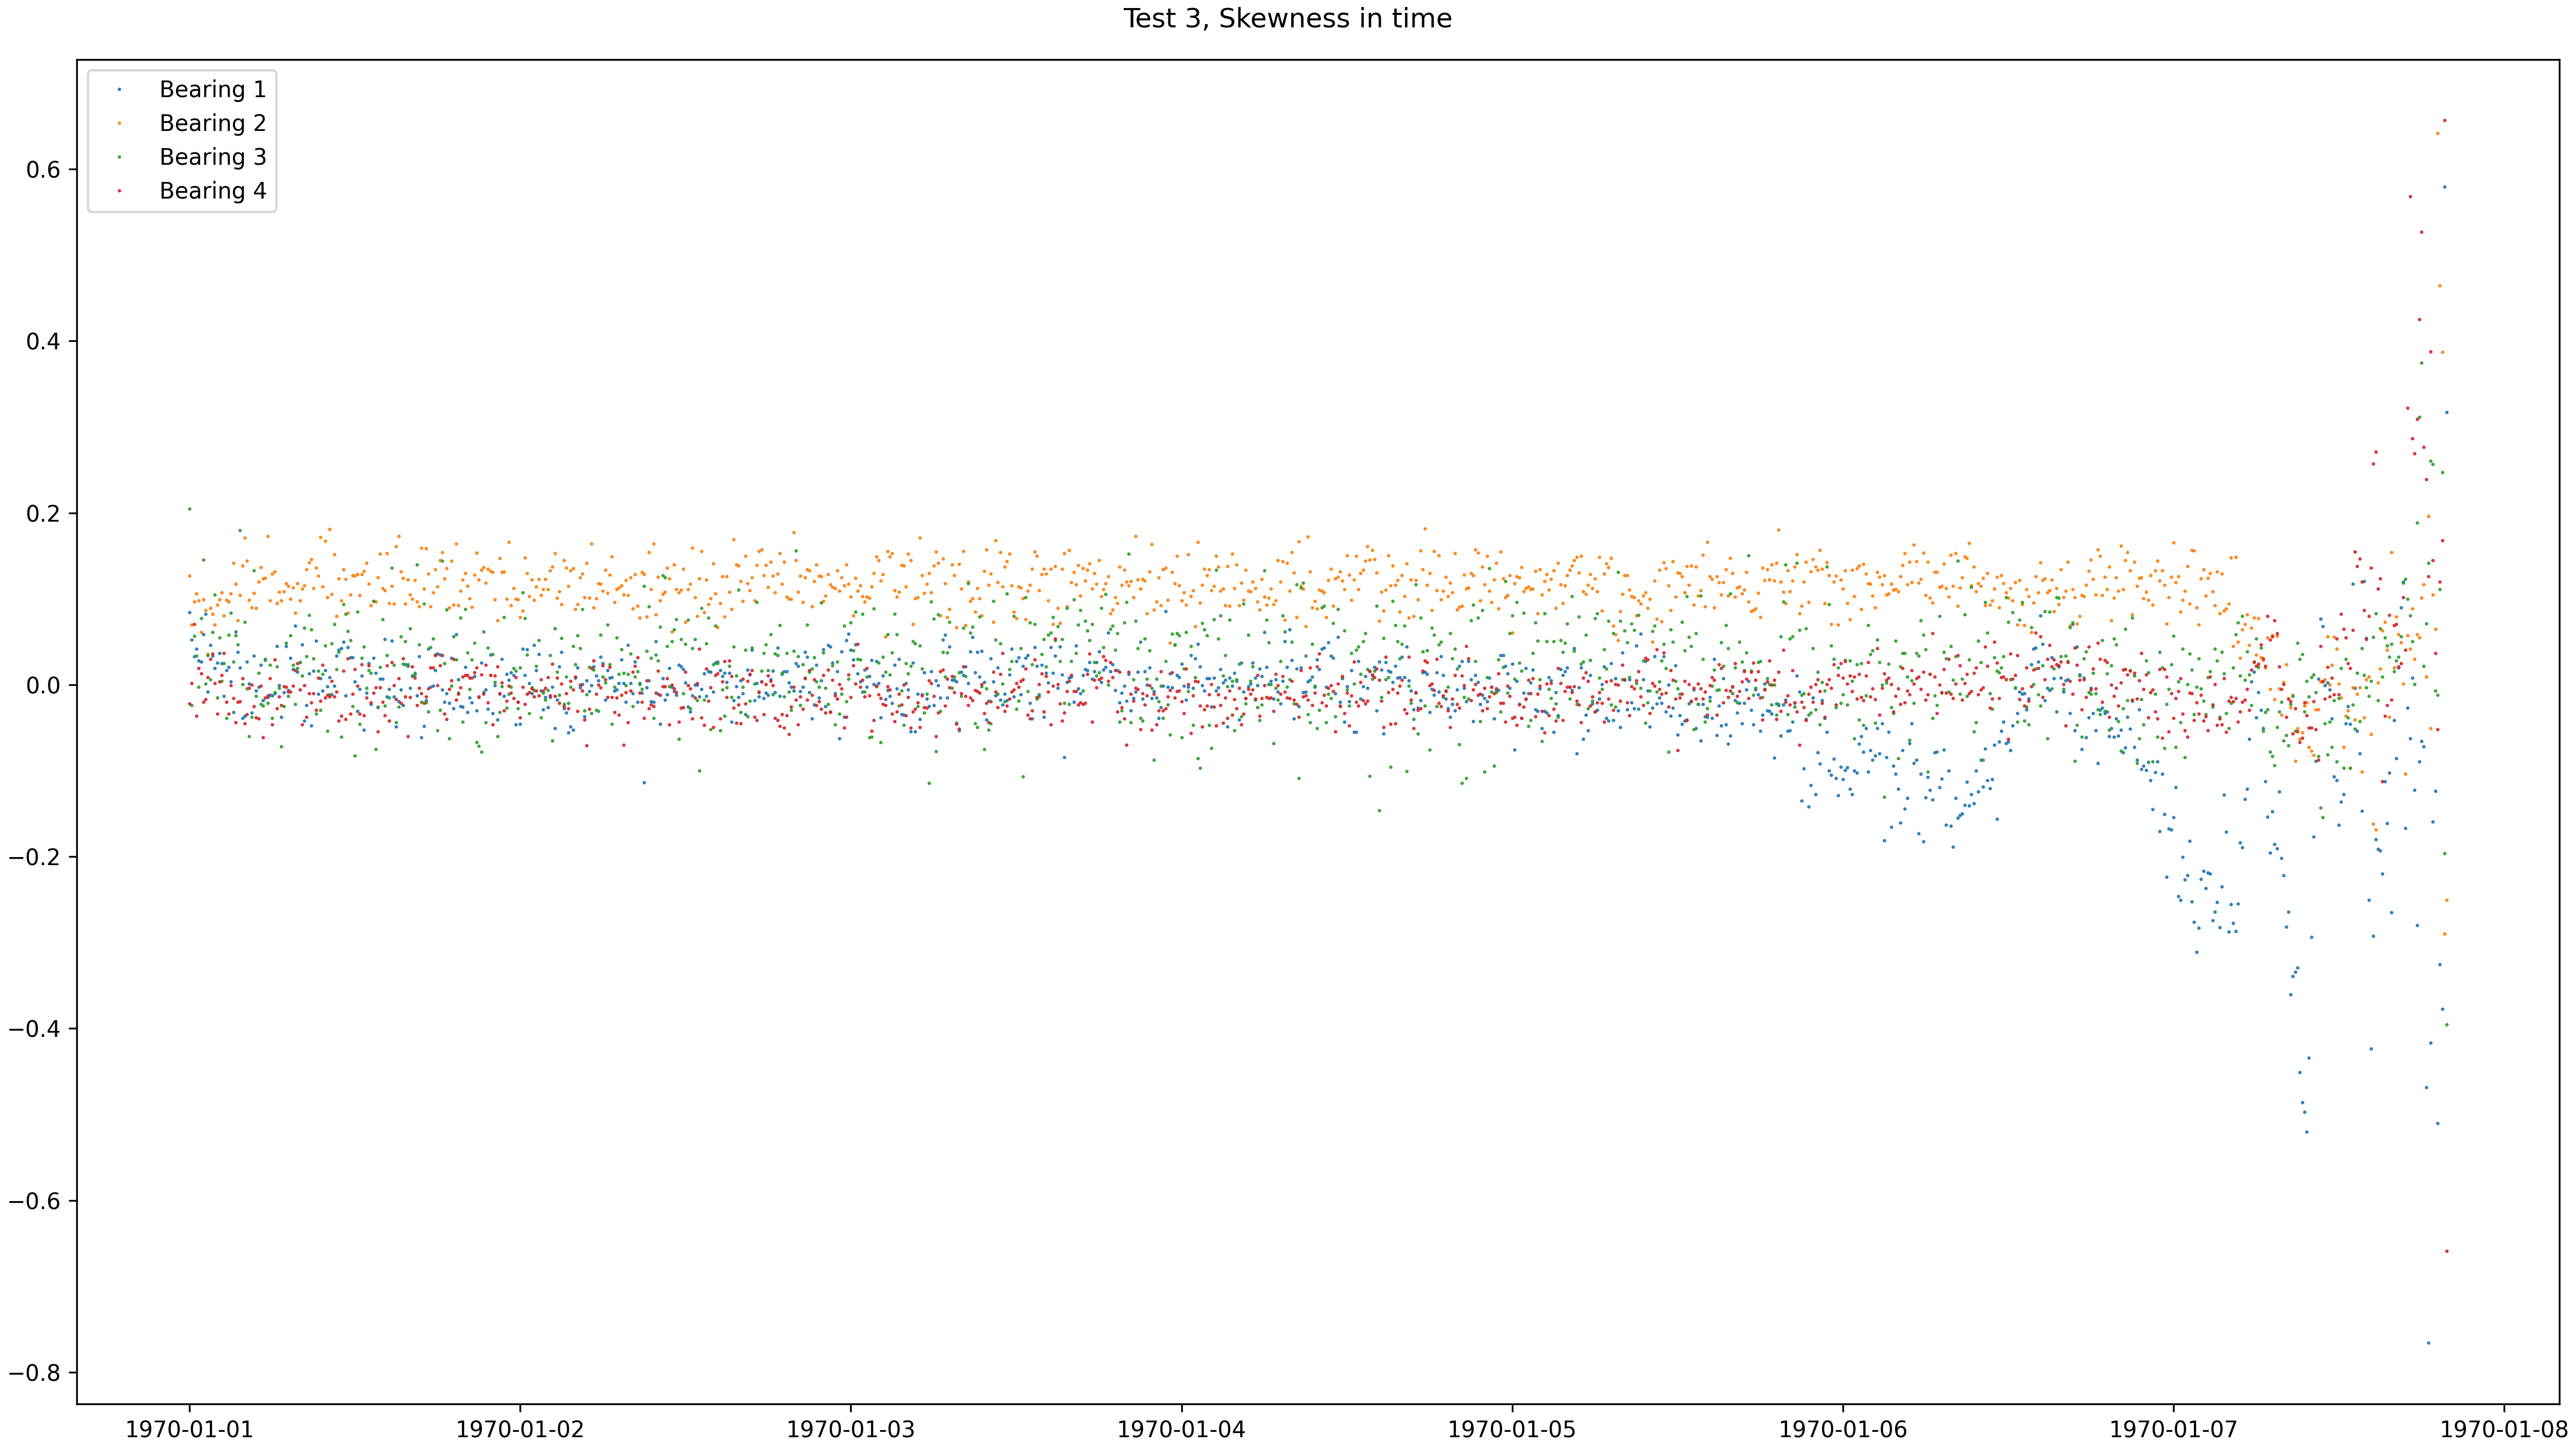 Test 3, Skewness in time
Bearing 1
Bearing 2
Bearing 3
Bearing 4
0.6
0.4
0.2
0.0
−0.2
−0.4
−0.6
−0.8
1970-01-01 1970-01-02 1970-01-03 1970-01-04 1970-01-05 1970-01-06 1970-01-07 1970-01-08